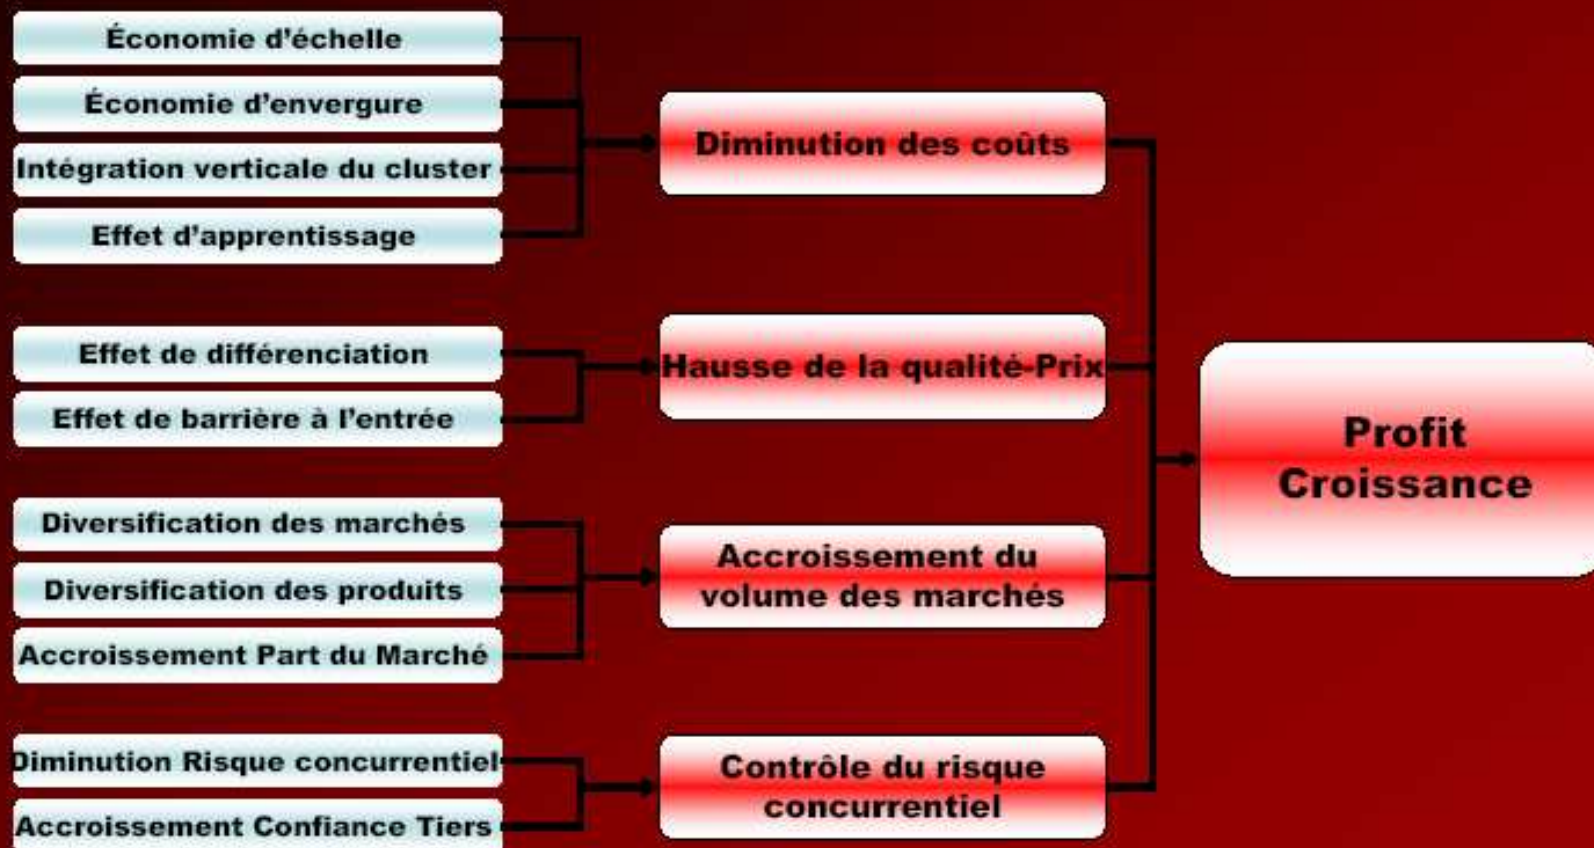 Économie d'échelle
Économie d'envergure
Intégration verticale du cluster
Effet d'apprentissage
Diminution des coûts
Effet de différenciation
Effet de barrière à l'entrée
Hausse de la qualité-Prix
Diversification des marchés
Diversification des produits
Accroissement Part du Marché
Accroissement du
volume des marchés
Diminution Risque concurrentiel
Accroissement Confiance Tiers
Contrôle du risque
concurrentiel
Profit
Croissance